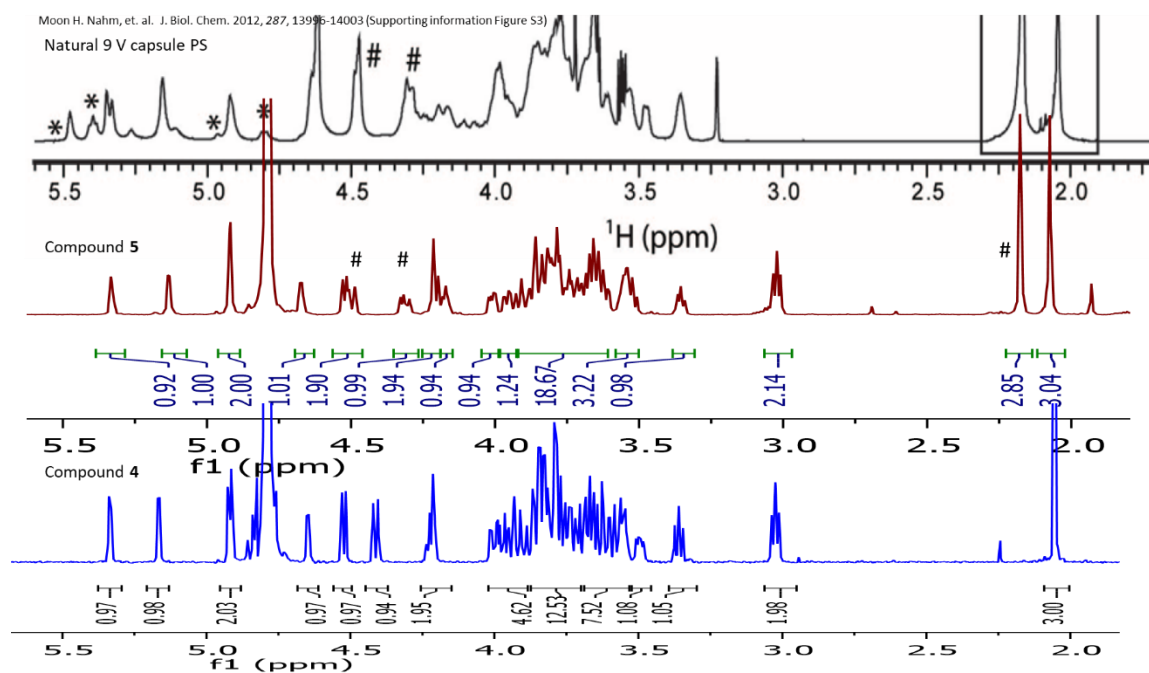 Moon H. Nahm, et. al. J. Biol. Chem. 2012, 287, 13996-14003 (Supporting information Figure S3)
Natural 9 V capsule PS
* * * * # #
5.5 5.0 4.5 4.0 3.5 3.0 2.5 2.0
¹H (ppm)
Compound 5
# # #
0.92 1.00 2.00 1.01 1.90 0.99 1.94 0.94 0.94 1.24 18.67 3.22 0.98 2.14 2.85 3.04
5.5 5.0 4.5 4.0 3.5 3.0 2.5 2.0
f1 (ppm)
Compound 4
0.97 0.98 2.03 0.97 0.97 0.94 1.95 4.62 12.53 7.52 1.08 1.05 1.98 3.00
5.5 5.0 4.5 4.0 3.5 3.0 2.5 2.0
f1 (ppm)